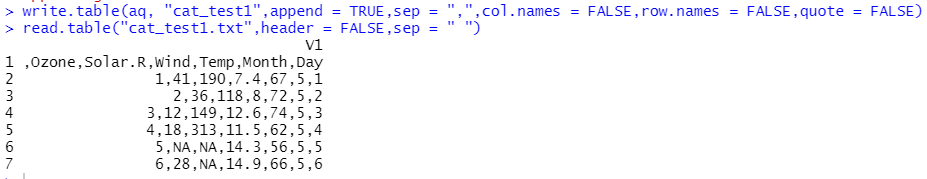 > write.table(aq, "cat_test1",append = TRUE,sep = ",",col.names = FALSE,row.names = FALSE,quote = FALSE)
> read.table("cat_test1.txt",header = FALSE,sep = " ")
V1
1 ,Ozone,Solar.R,Wind,Temp,Month,Day
2 1,41,190,7.4,67,5,1
3 2,36,118,8,72,5,2
4 3,12,149,12.6,74,5,3
5 4,18,313,11.5,62,5,4
6 5,NA,NA,14.3,56,5,5
7 6,28,NA,14.9,66,5,6